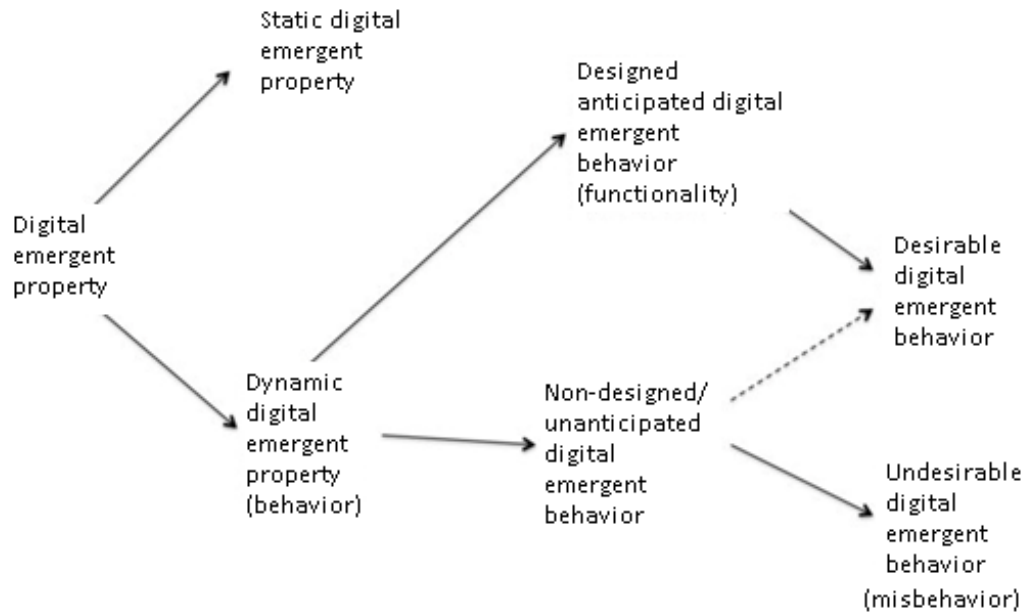 Static digital
emergent
property
Designed
anticipated digital
emergent
behavior
(functionality)
Digital
emergent
property
Desirable
digital
emergent
behavior
Dynamic
digital
emergent
property
(behavior)
Non-designed/
unanticipated
digital
emergent
behavior
Undesirable
digital
emergent
behavior
(misbehavior)